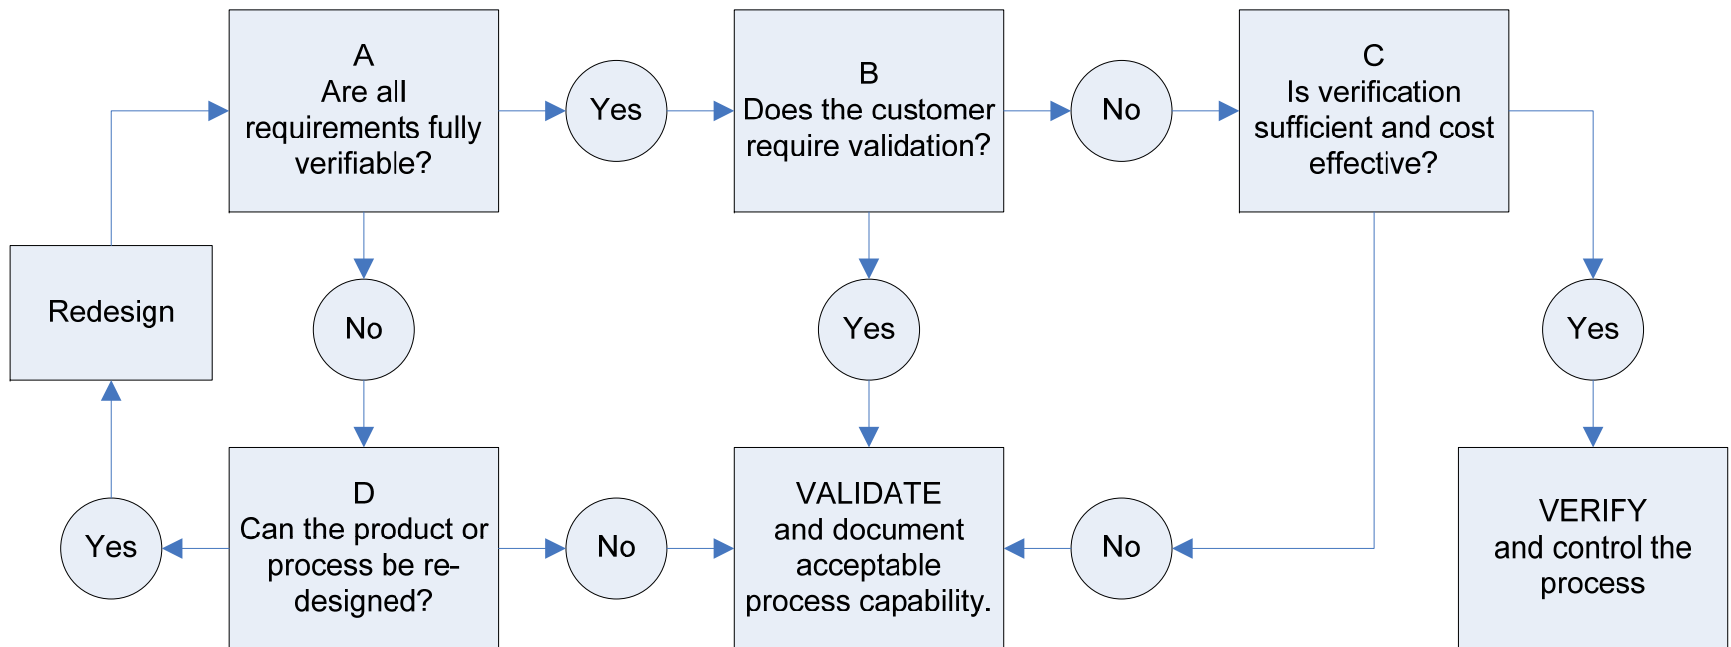 A
Are all
requirements fully
verifiable?
Yes
B
Does the customer
require validation?
No
C
Is verification
sufficient and cost
effective?
Redesign
No
Yes
Yes
Yes
D
Can the product or
process be re-
designed?
No
VALIDATE
and document
acceptable
process capability.
No
VERIFY
and control the
process